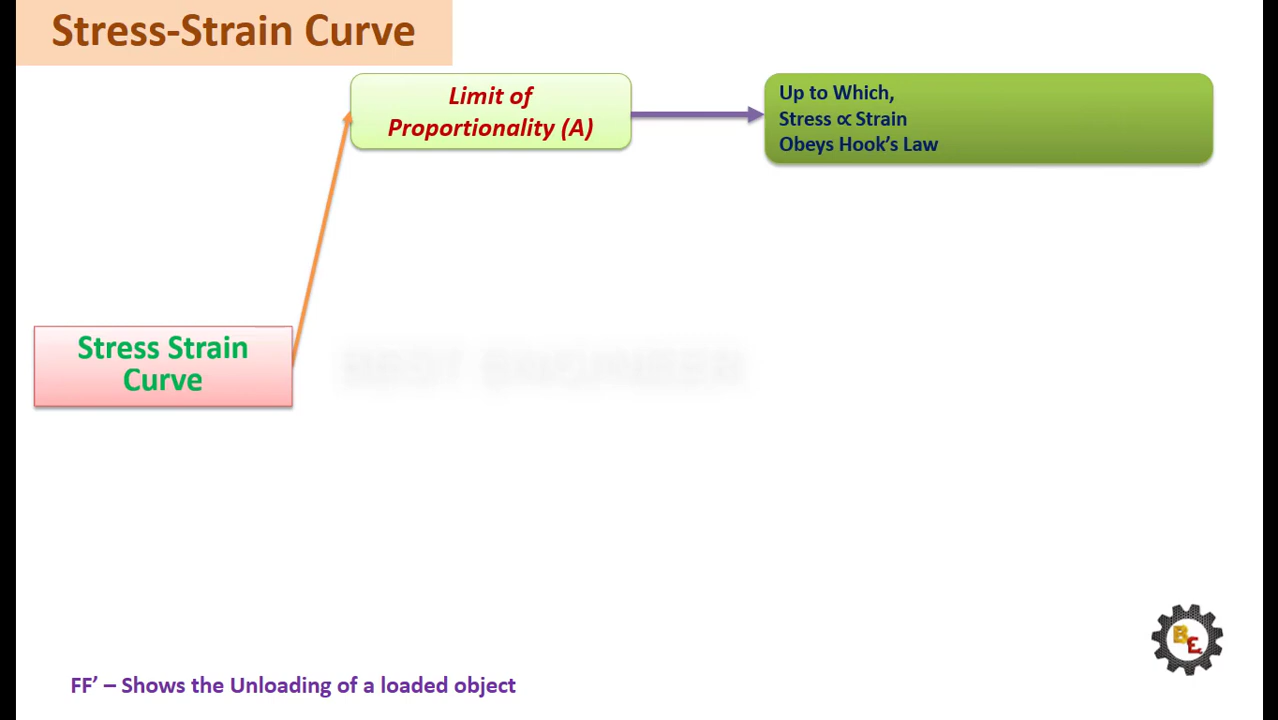 Stress-Strain Curve
Limit of
Proportionality (A)
Up to Which,
Stress ∝ Strain
Obeys Hook’s Law
Stress Strain
Curve
BE
FF’ – Shows the Unloading of a loaded object